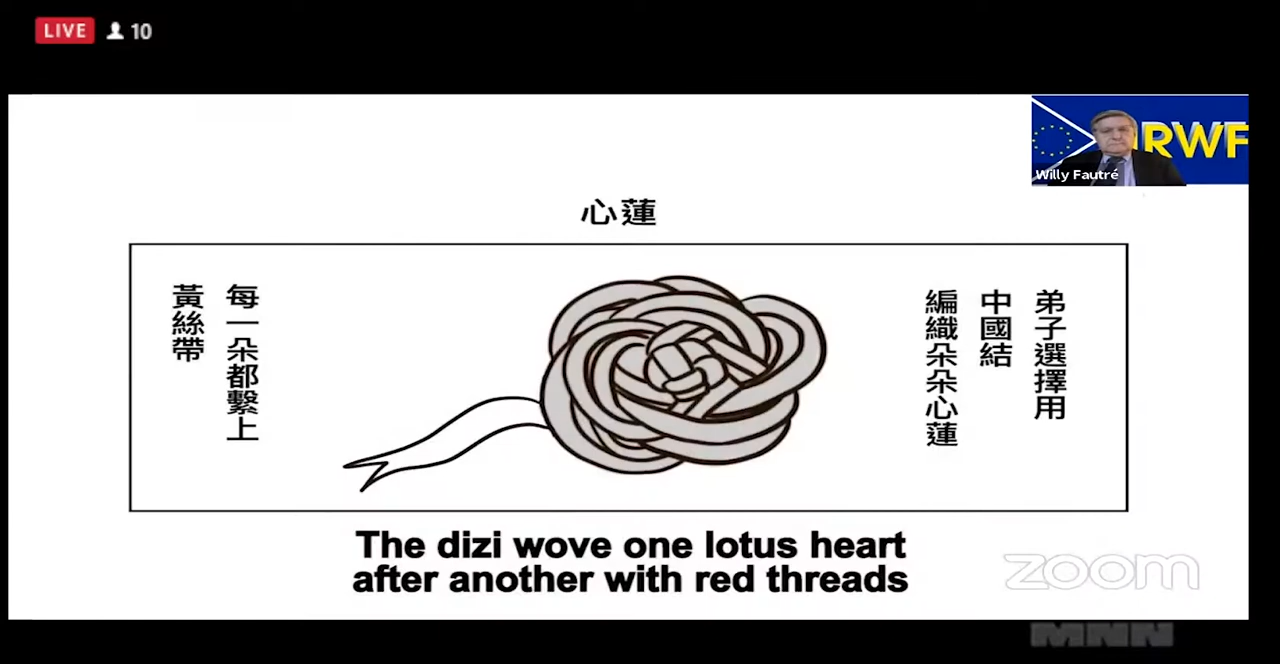 LIVE
10
RWF
Willy Fautré
心蓮
弟子選擇用
中國結
編織朵朵心蓮
每一朵都繫上
黃絲帶
The dizi wove one lotus heart
after another with red threads
zoom
MNN